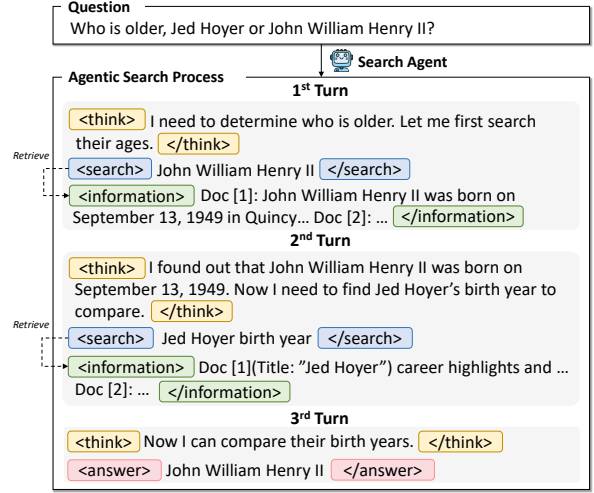 Question
Who is older, Jed Hoyer or John William Henry II?
Search Agent
Agentic Search Process
1st Turn
<think> I need to determine who is older. Let me first search
their ages. </think>
Retrieve
<search> John William Henry II </search>
<information> Doc [1]: John William Henry II was born on
September 13, 1949 in Quincy... Doc [2]: ... </information>
2nd Turn
<think> I found out that John William Henry II was born on
September 13, 1949. Now I need to find Jed Hoyer's birth year to
compare. </think>
Retrieve
<search> Jed Hoyer birth year </search>
<information> Doc [1](Title: "Jed Hoyer") career highlights and ...
Doc [2]: ... </information>
3rd Turn
<think> Now I can compare their birth years. </think>
<answer> John William Henry II </answer>